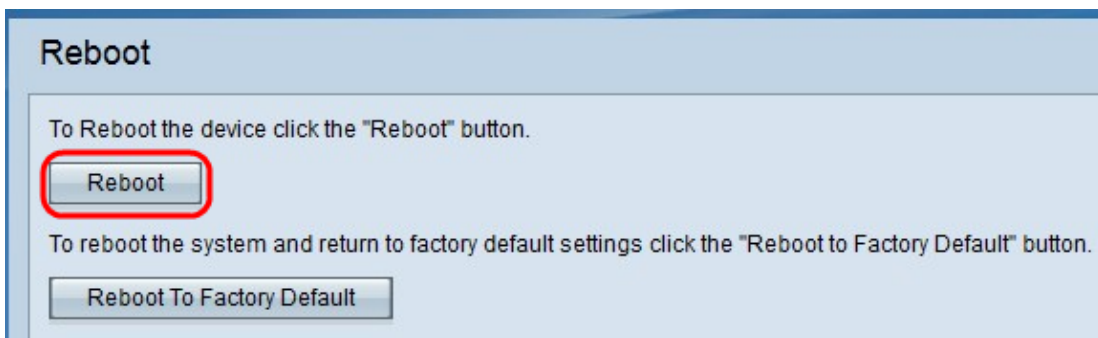 Reboot
To Reboot the device click the "Reboot" button.
Reboot
To reboot the system and return to factory default settings click the "Reboot to Factory Default" button.
Reboot To Factory Default